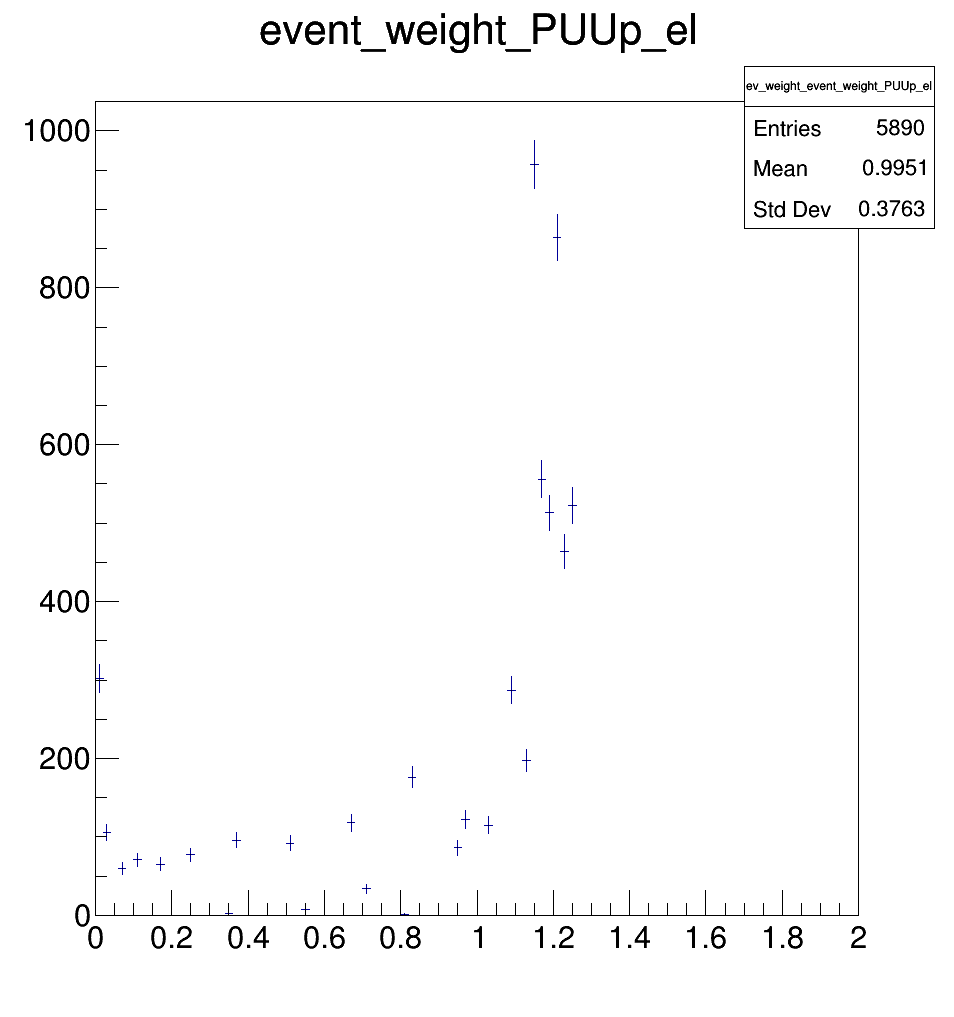 event_weight_PUUp_el
ev_weight_event_weight_PUUp_el
Entries 5890
Mean 0.9951
Std Dev 0.3763
1000
800
600
400
200
0
0 0.2 0.4 0.6 0.8 1 1.2 1.4 1.6 1.8 2